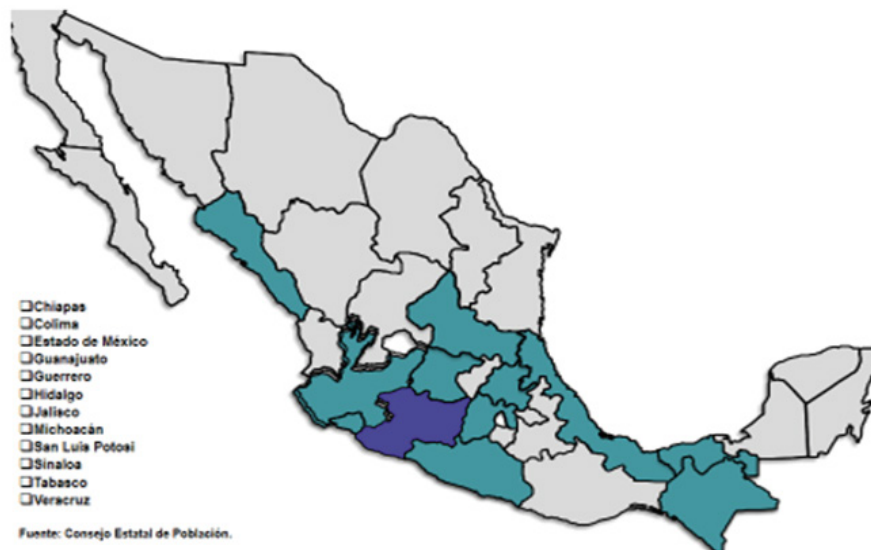 ❑Chiapas
❑Colima
❑Estado de México
❑Guanajuato
❑Guerrero
❑Hidalgo
❑Jalisco
❑Michoacán
❑San Luis Potosí
❑Sinaloa
❑Tabasco
❑Veracruz
Fuente: Consejo Estatal de Población.